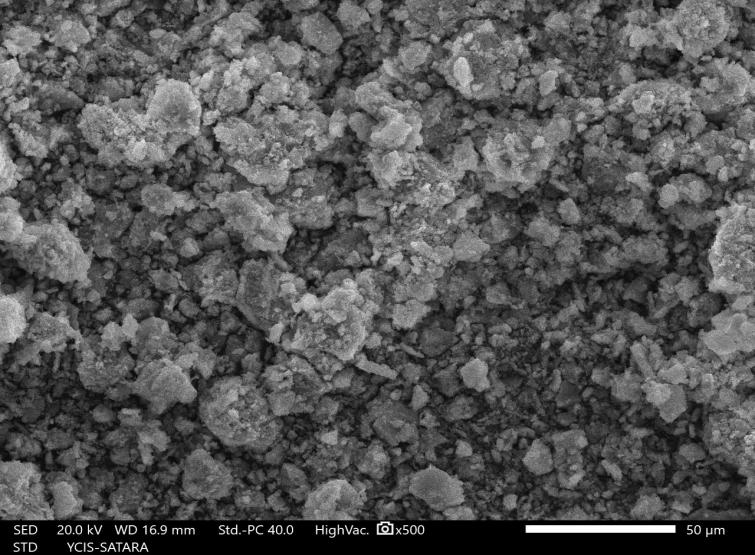 SED 20.0 kV WD 16.9 mm Std.-PC 40.0 HighVac. x500 50 µm
STD YCIS-SATARA